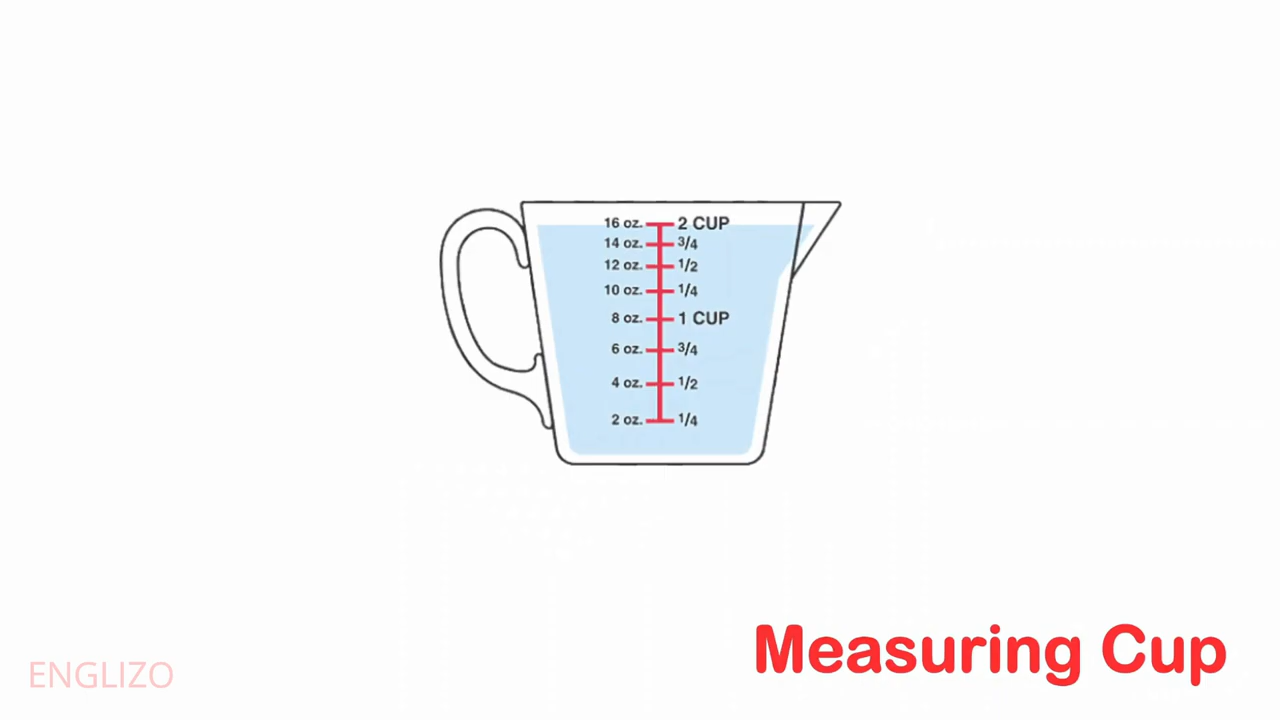 16 oz. 2 CUP
14 oz. 3/4
12 oz. 1/2
10 oz. 1/4
8 oz. 1 CUP
6 oz. 3/4
4 oz. 1/2
2 oz. 1/4
Measuring Cup
ENGLIZO